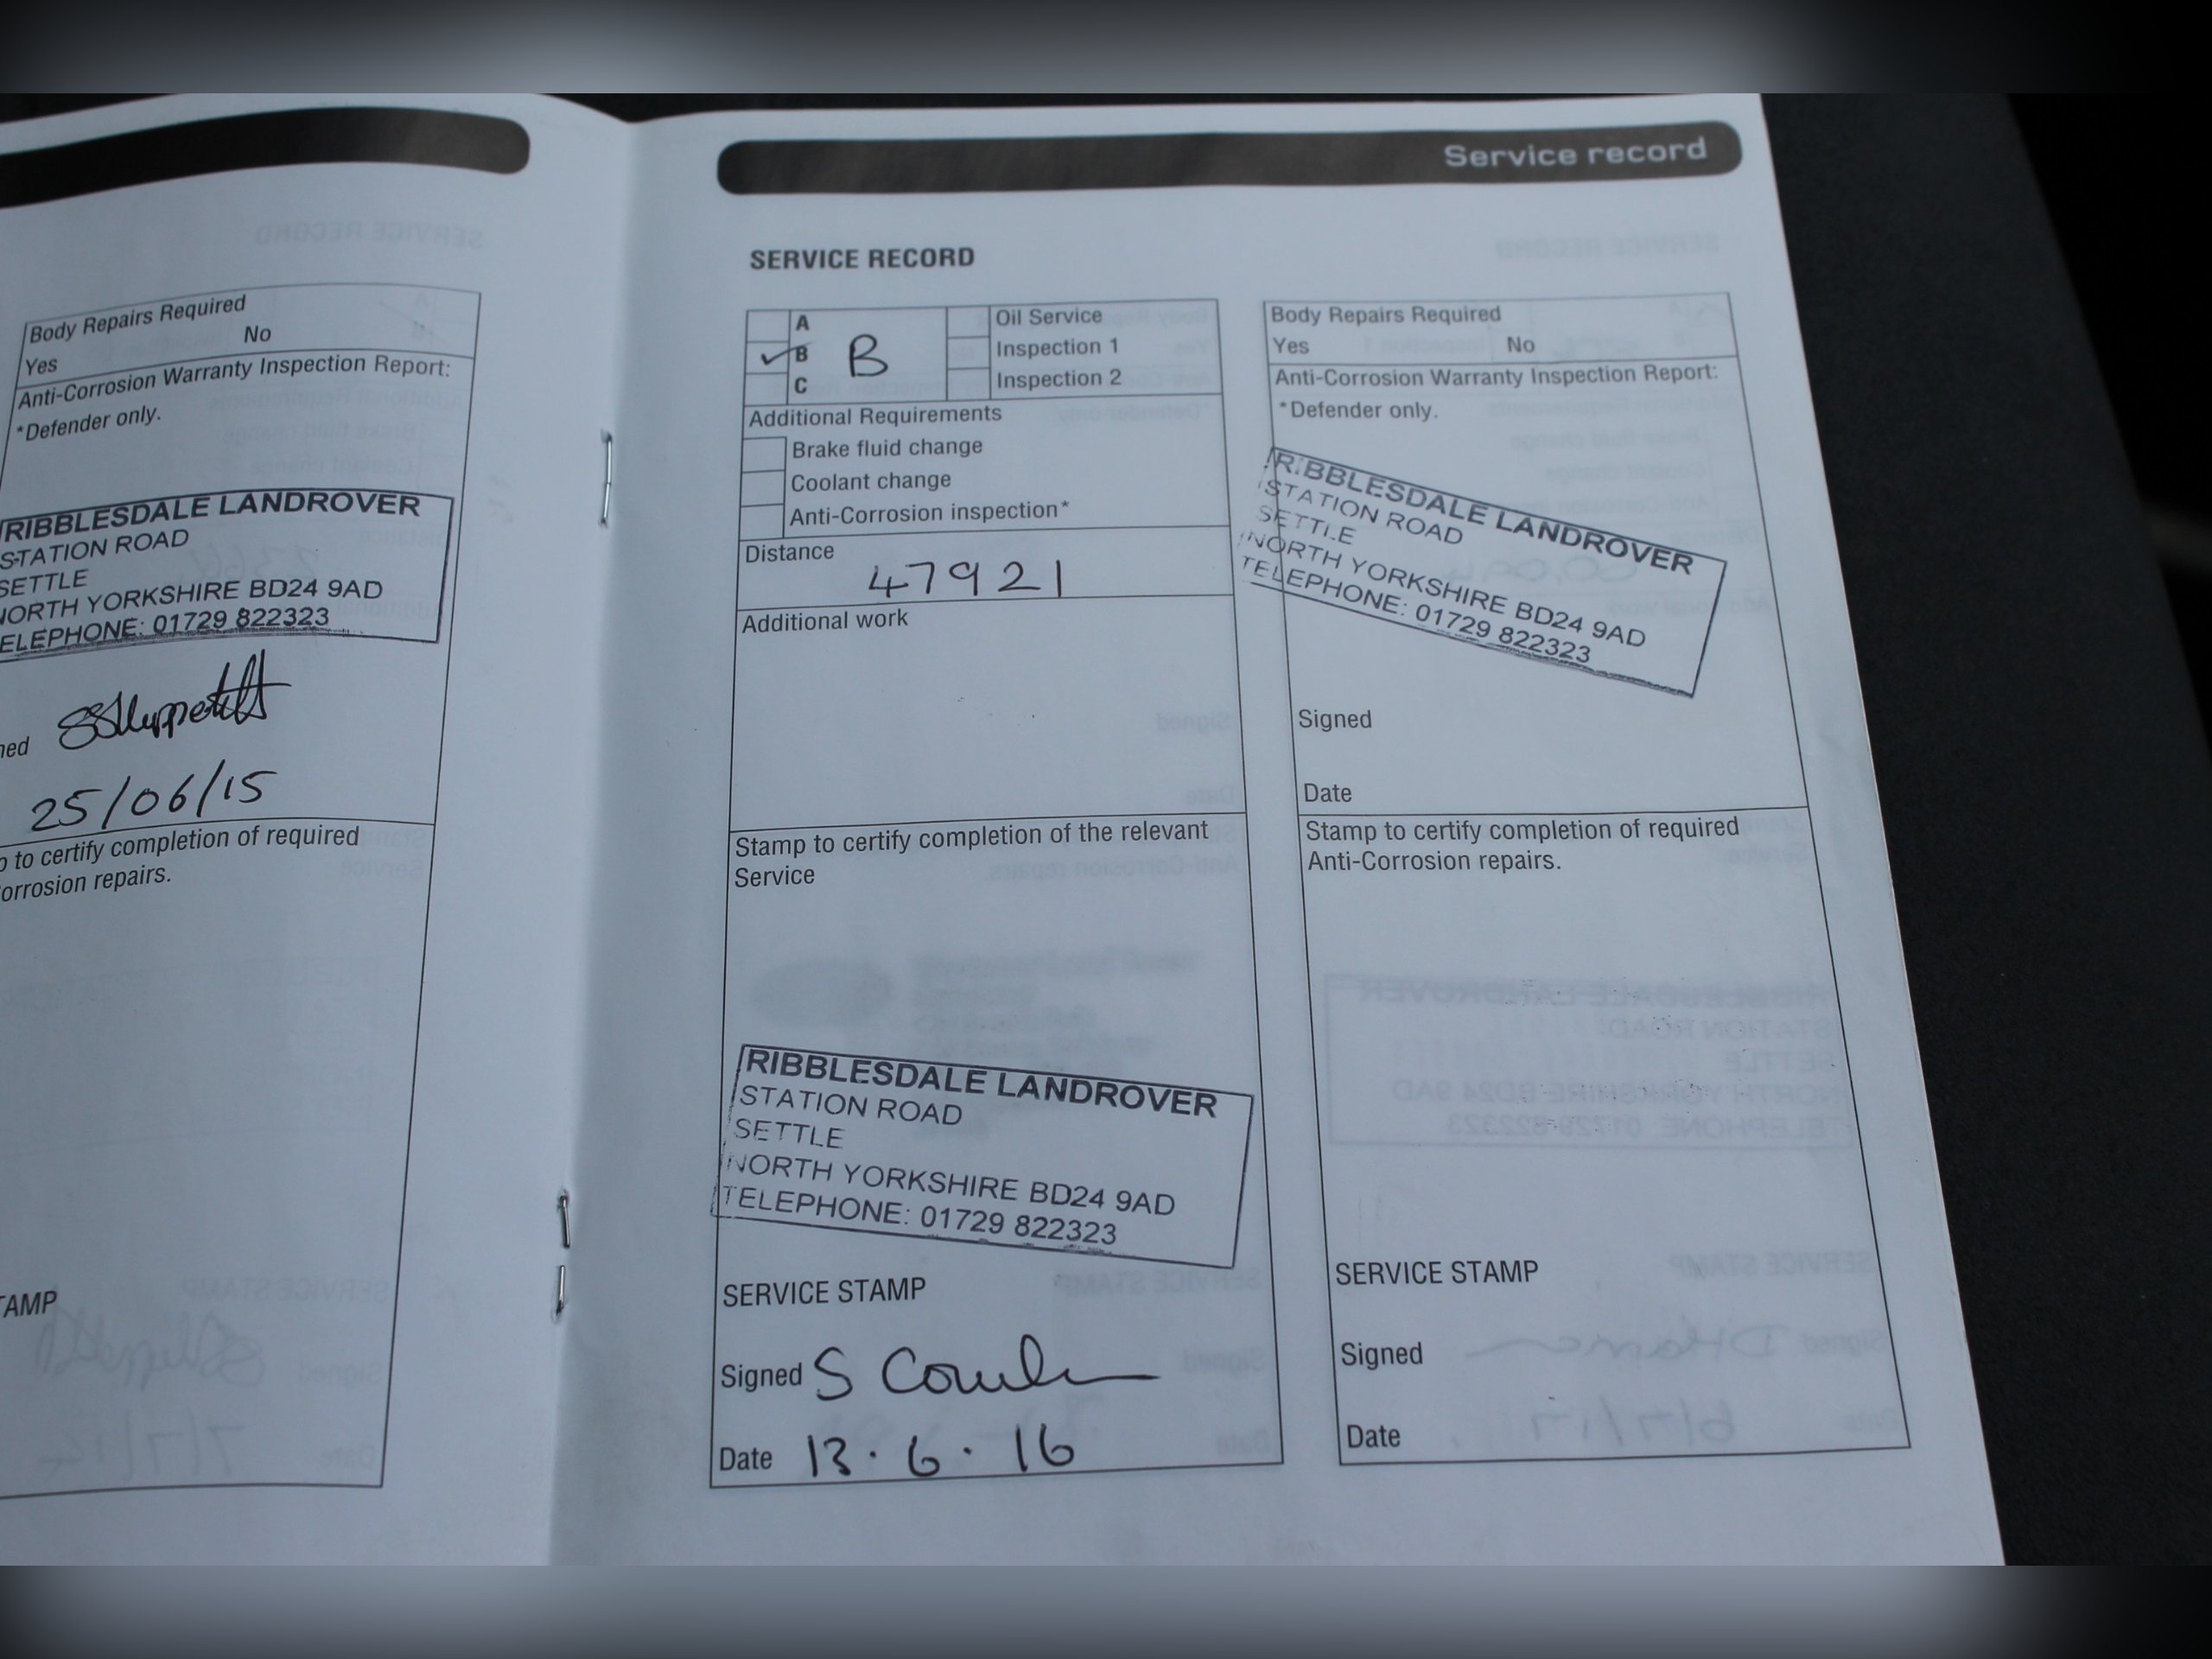 Body Repairs Required
Yes No
Anti-Corrosion Warranty Inspection Report:
*Defender only.
RIBBLESDALE LANDROVER
STATION ROAD
SETTLE
NORTH YORKSHIRE BD24 9AD
TELEPHONE: 01729 822323
25/06/15
to certify completion of required
orrosion repairs.
Service record
SERVICE RECORD
A
B B
C
Oil Service
Inspection 1
Inspection 2
Additional Requirements
Brake fluid change
Coolant change
Anti-Corrosion inspection*
Distance
47921
Additional work
Stamp to certify completion of the relevant
Service
RIBBLESDALE LANDROVER
STATION ROAD
SETTLE
NORTH YORKSHIRE BD24 9AD
TELEPHONE: 01729 822323
SERVICE STAMP
Signed S
Date 13.6.16
Body Repairs Required
Yes No
Anti-Corrosion Warranty Inspection Report:
*Defender only.
RIBBLESDALE LANDROVER
STATION ROAD
SETTLE
NORTH YORKSHIRE BD24 9AD
TELEPHONE: 01729 822323
Signed
Date
Stamp to certify completion of required
Anti-Corrosion repairs.
SERVICE STAMP
Signed
Date